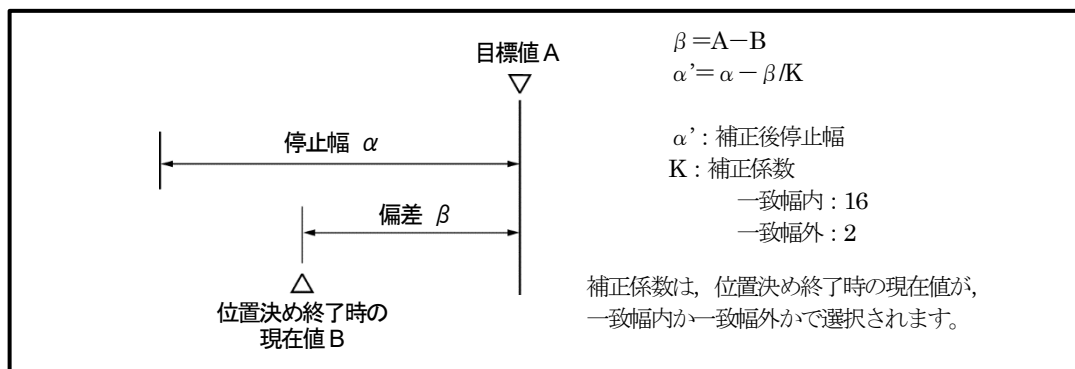 目標値 A
停止幅 α
偏差 β
位置決め終了時の
現在値 B
β=A-B
α’=α-β/K
α’：補正後停止幅
K：補正係数
一致幅内：16
一致幅外：2
補正係数は，位置決め終了時の現在値が，
一致幅内か一致幅外かで選択されます。